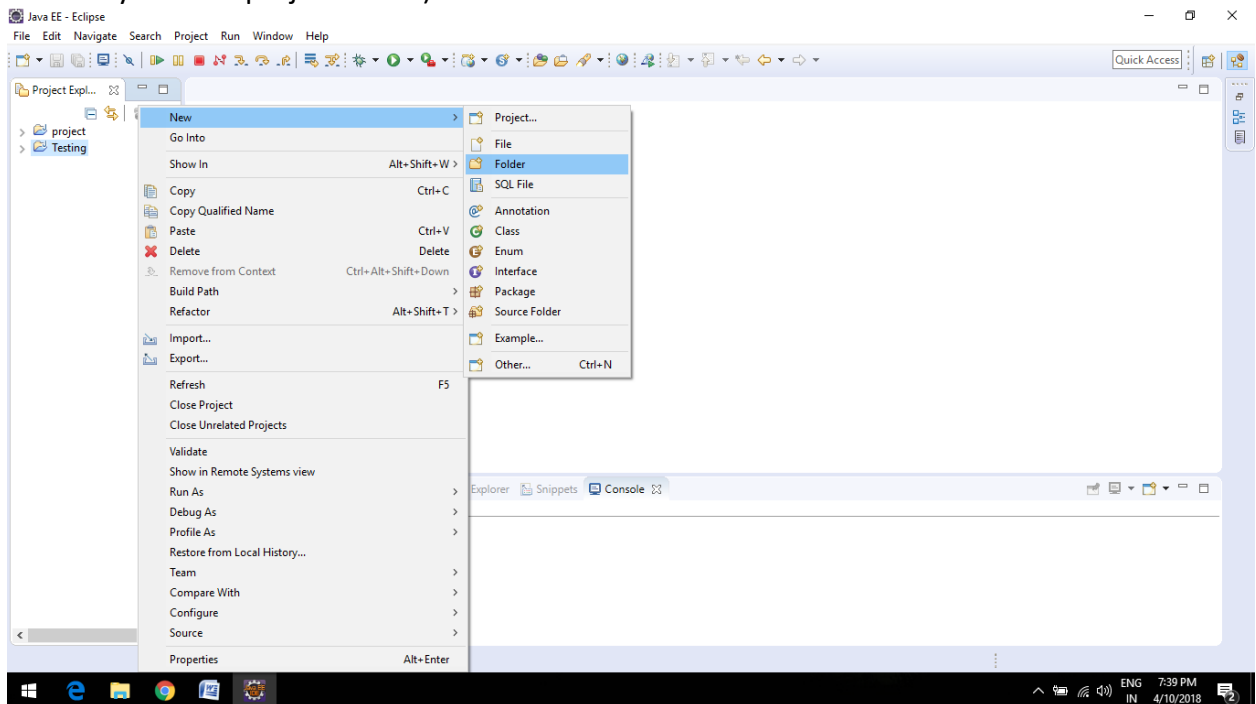 Java EE - Eclipse
File Edit Navigate Search Project Run Window Help
Quick Access
Project Expl...
project
Testing
New
Go Into
Show In Alt+Shift+W
Copy Ctrl+C
Copy Qualified Name
Paste Ctrl+V
Delete Delete
Remove from Context Ctrl+Alt+Shift+Down
Build Path
Refactor Alt+Shift+T
Import...
Export...
Refresh F5
Close Project
Close Unrelated Projects
Validate
Show in Remote Systems view
Run As
Debug As
Profile As
Restore from Local History...
Team
Compare With
Configure
Source
Properties Alt+Enter
Project...
File
Folder
SQL File
Annotation
Class
Enum
Interface
Package
Source Folder
Example...
Other... Ctrl+N
Explorer Snippets Console
ENG 7:39 PM
IN 4/10/2018
2